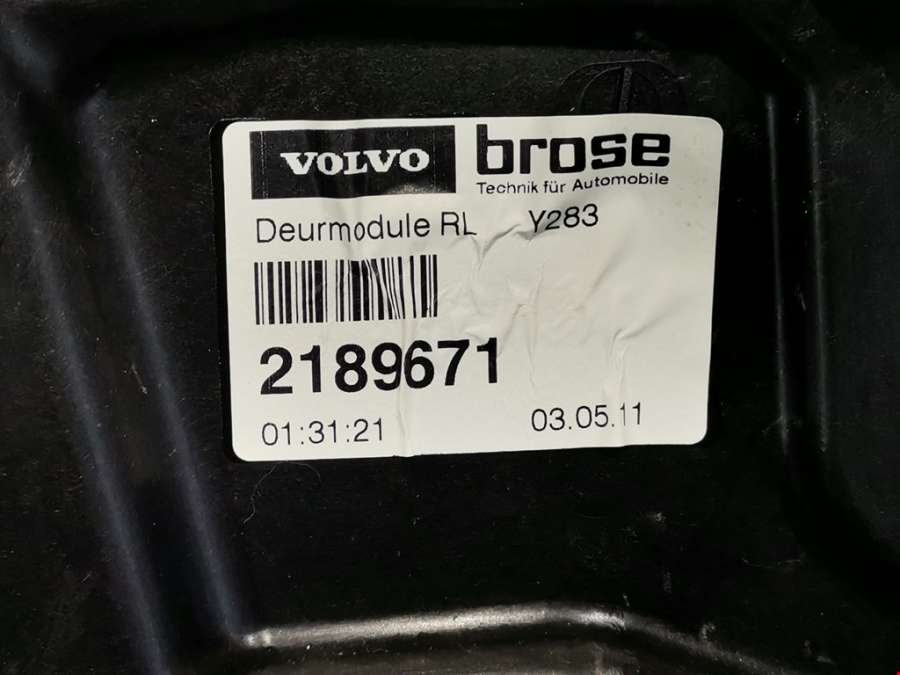 VOLVO brose
Technik für Automobile
Deurmodule RL Y283
2189671
01:31:21 03.05.11